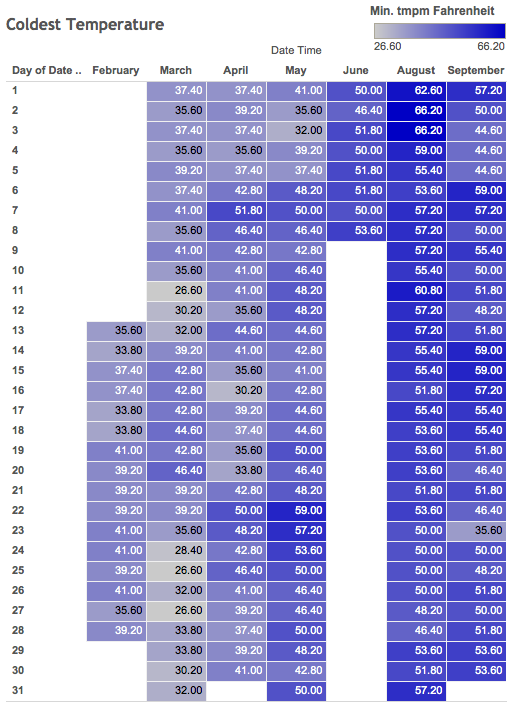 Min. tmpm Fahrenheit
Coldest Temperature
26.60 66.20
Date Time
Day of Date .. February March April May June August September
1 37.40 37.40 41.00 50.00 62.60 57.20
2 35.60 39.20 35.60 46.40 66.20 50.00
3 37.40 37.40 32.00 51.80 66.20 44.60
4 35.60 35.60 39.20 50.00 59.00 44.60
5 39.20 37.40 37.40 51.80 55.40 44.60
6 37.40 42.80 48.20 51.80 53.60 59.00
7 41.00 51.80 50.00 50.00 57.20 57.20
8 35.60 46.40 46.40 53.60 57.20 50.00
9 41.00 42.80 42.80 57.20 55.40
10 35.60 41.00 46.40 55.40 50.00
11 26.60 41.00 48.20 60.80 51.80
12 30.20 35.60 48.20 57.20 48.20
13 35.60 32.00 44.60 44.60 57.20 51.80
14 33.80 39.20 41.00 42.80 55.40 59.00
15 37.40 42.80 35.60 41.00 55.40 59.00
16 37.40 42.80 30.20 42.80 51.80 57.20
17 33.80 42.80 39.20 44.60 55.40 55.40
18 33.80 44.60 37.40 44.60 53.60 55.40
19 41.00 42.80 35.60 50.00 53.60 51.80
20 39.20 46.40 33.80 46.40 53.60 46.40
21 39.20 39.20 42.80 48.20 51.80 51.80
22 39.20 39.20 50.00 59.00 53.60 46.40
23 41.00 35.60 48.20 57.20 50.00 35.60
24 41.00 28.40 42.80 53.60 50.00 50.00
25 39.20 26.60 46.40 50.00 50.00 48.20
26 41.00 32.00 41.00 46.40 50.00 51.80
27 35.60 26.60 39.20 46.40 48.20 50.00
28 39.20 33.80 37.40 50.00 46.40 51.80
29 33.80 39.20 48.20 51.80 53.60
30 30.20 41.00 42.80 51.80 53.60
31 32.00 50.00 57.20